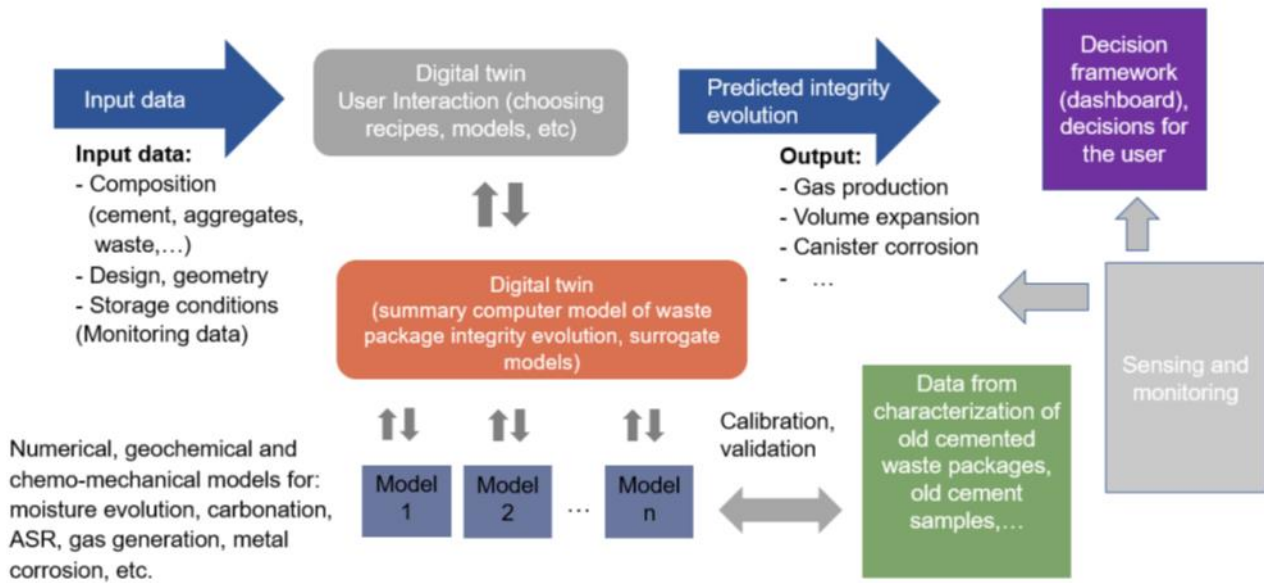 Input data
Digital twin
User Interaction (choosing
recipes, models, etc)
Predicted integrity
evolution
Decision
framework
(dashboard),
decisions for
the user
Input data:
- Composition
(cement, aggregates,
waste,…)
- Design, geometry
- Storage conditions
(Monitoring data)
Output:
- Gas production
- Volume expansion
- Canister corrosion
- …
Digital twin
(summary computer model of waste
package integrity evolution, surrogate
models)
Sensing and
monitoring
Numerical, geochemical and
chemo-mechanical models for:
moisture evolution, carbonation,
ASR, gas generation, metal
corrosion, etc.
Model
1
Model
2
…
Model
n
Calibration,
validation
Data from
characterization of
old cemented
waste packages,
old cement
samples,…